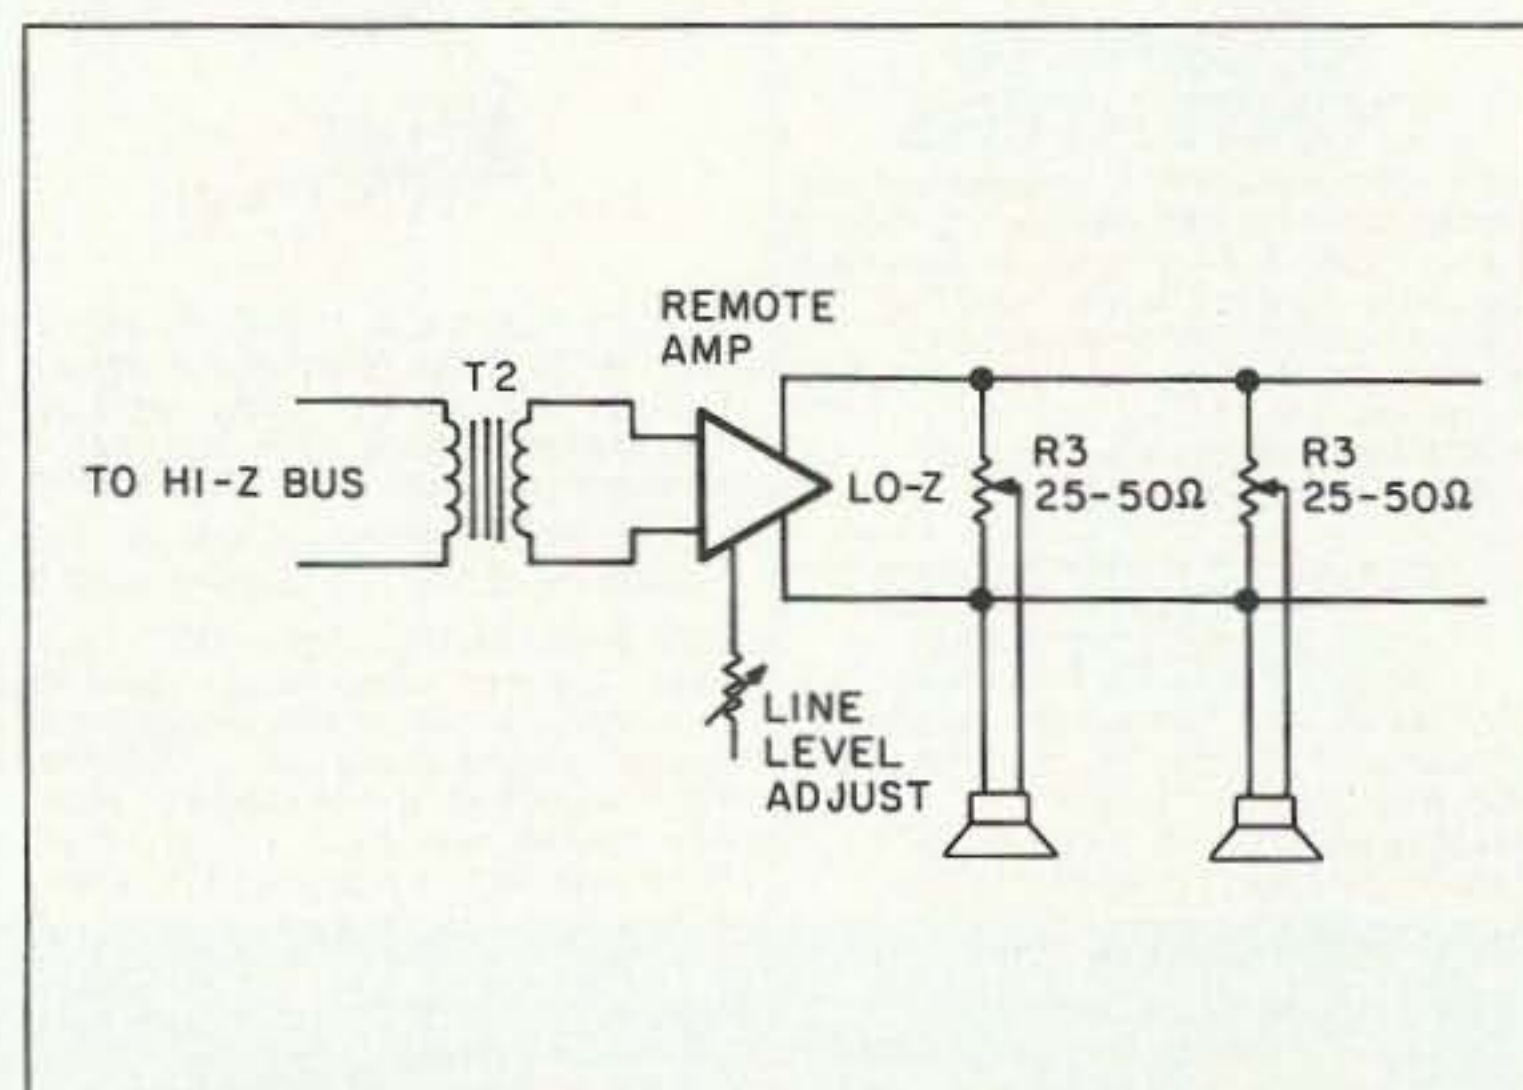 REMOTE
AMP
T2
TO HI-Z BUS
LO-Z
R3
25-50Ω
R3
25-50Ω
LINE
LEVEL
ADJUST